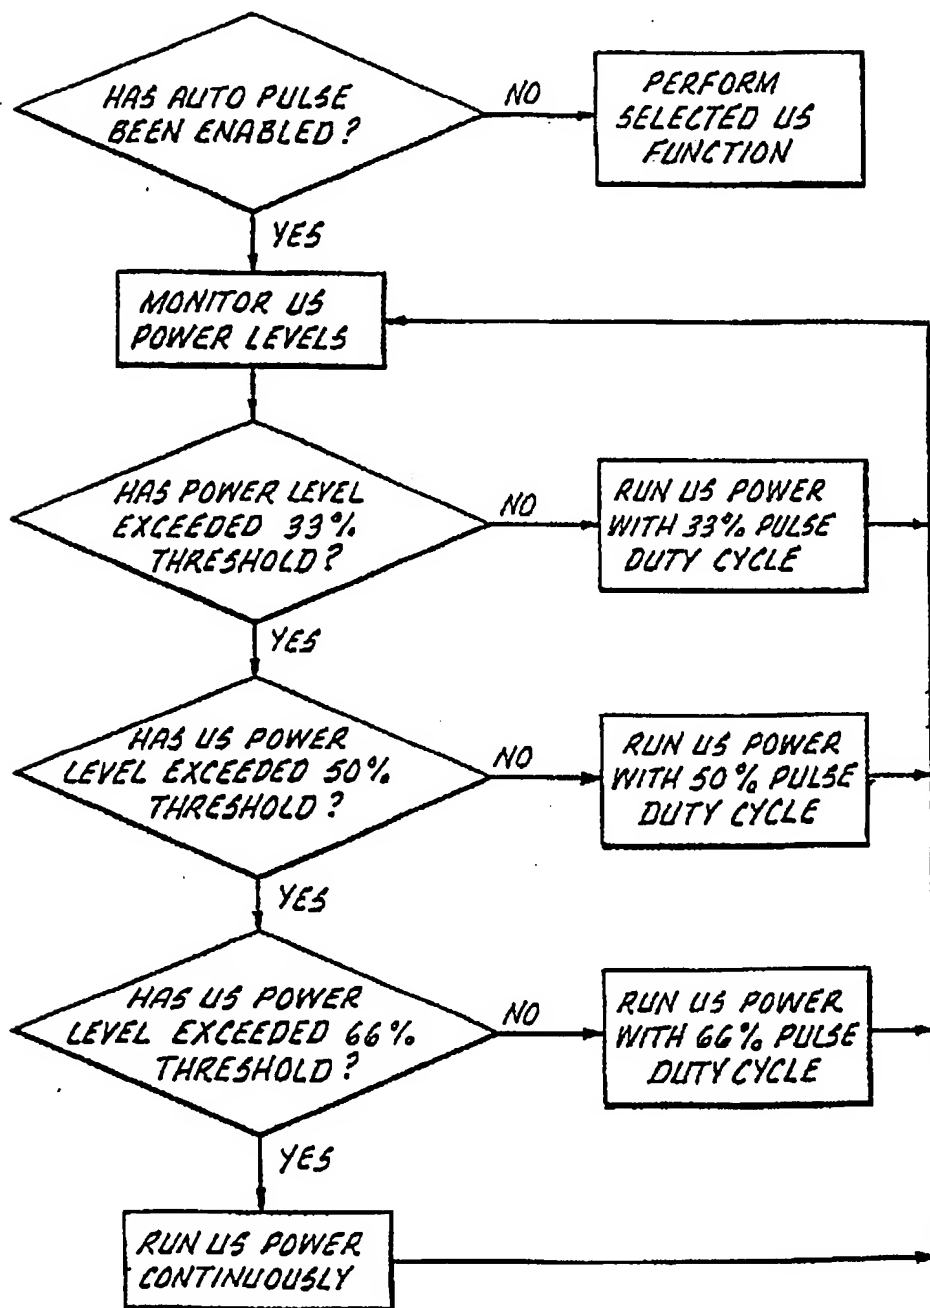 HAS AUTO PULSE
BEEN ENABLED?
NO
PERFORM
SELECTED US
FUNCTION
YES
MONITOR US
POWER LEVELS
HAS POWER LEVEL
EXCEEDED 33%
THRESHOLD?
NO
RUN US POWER
WITH 33% PULSE
DUTY CYCLE
YES
HAS US POWER
LEVEL EXCEEDED 50%
THRESHOLD?
NO
RUN US POWER
WITH 50% PULSE
DUTY CYCLE
YES
HAS US POWER
LEVEL EXCEEDED 66%
THRESHOLD?
NO
RUN US POWER
WITH 66% PULSE
DUTY CYCLE
YES
RUN US POWER
CONTINUOUSLY